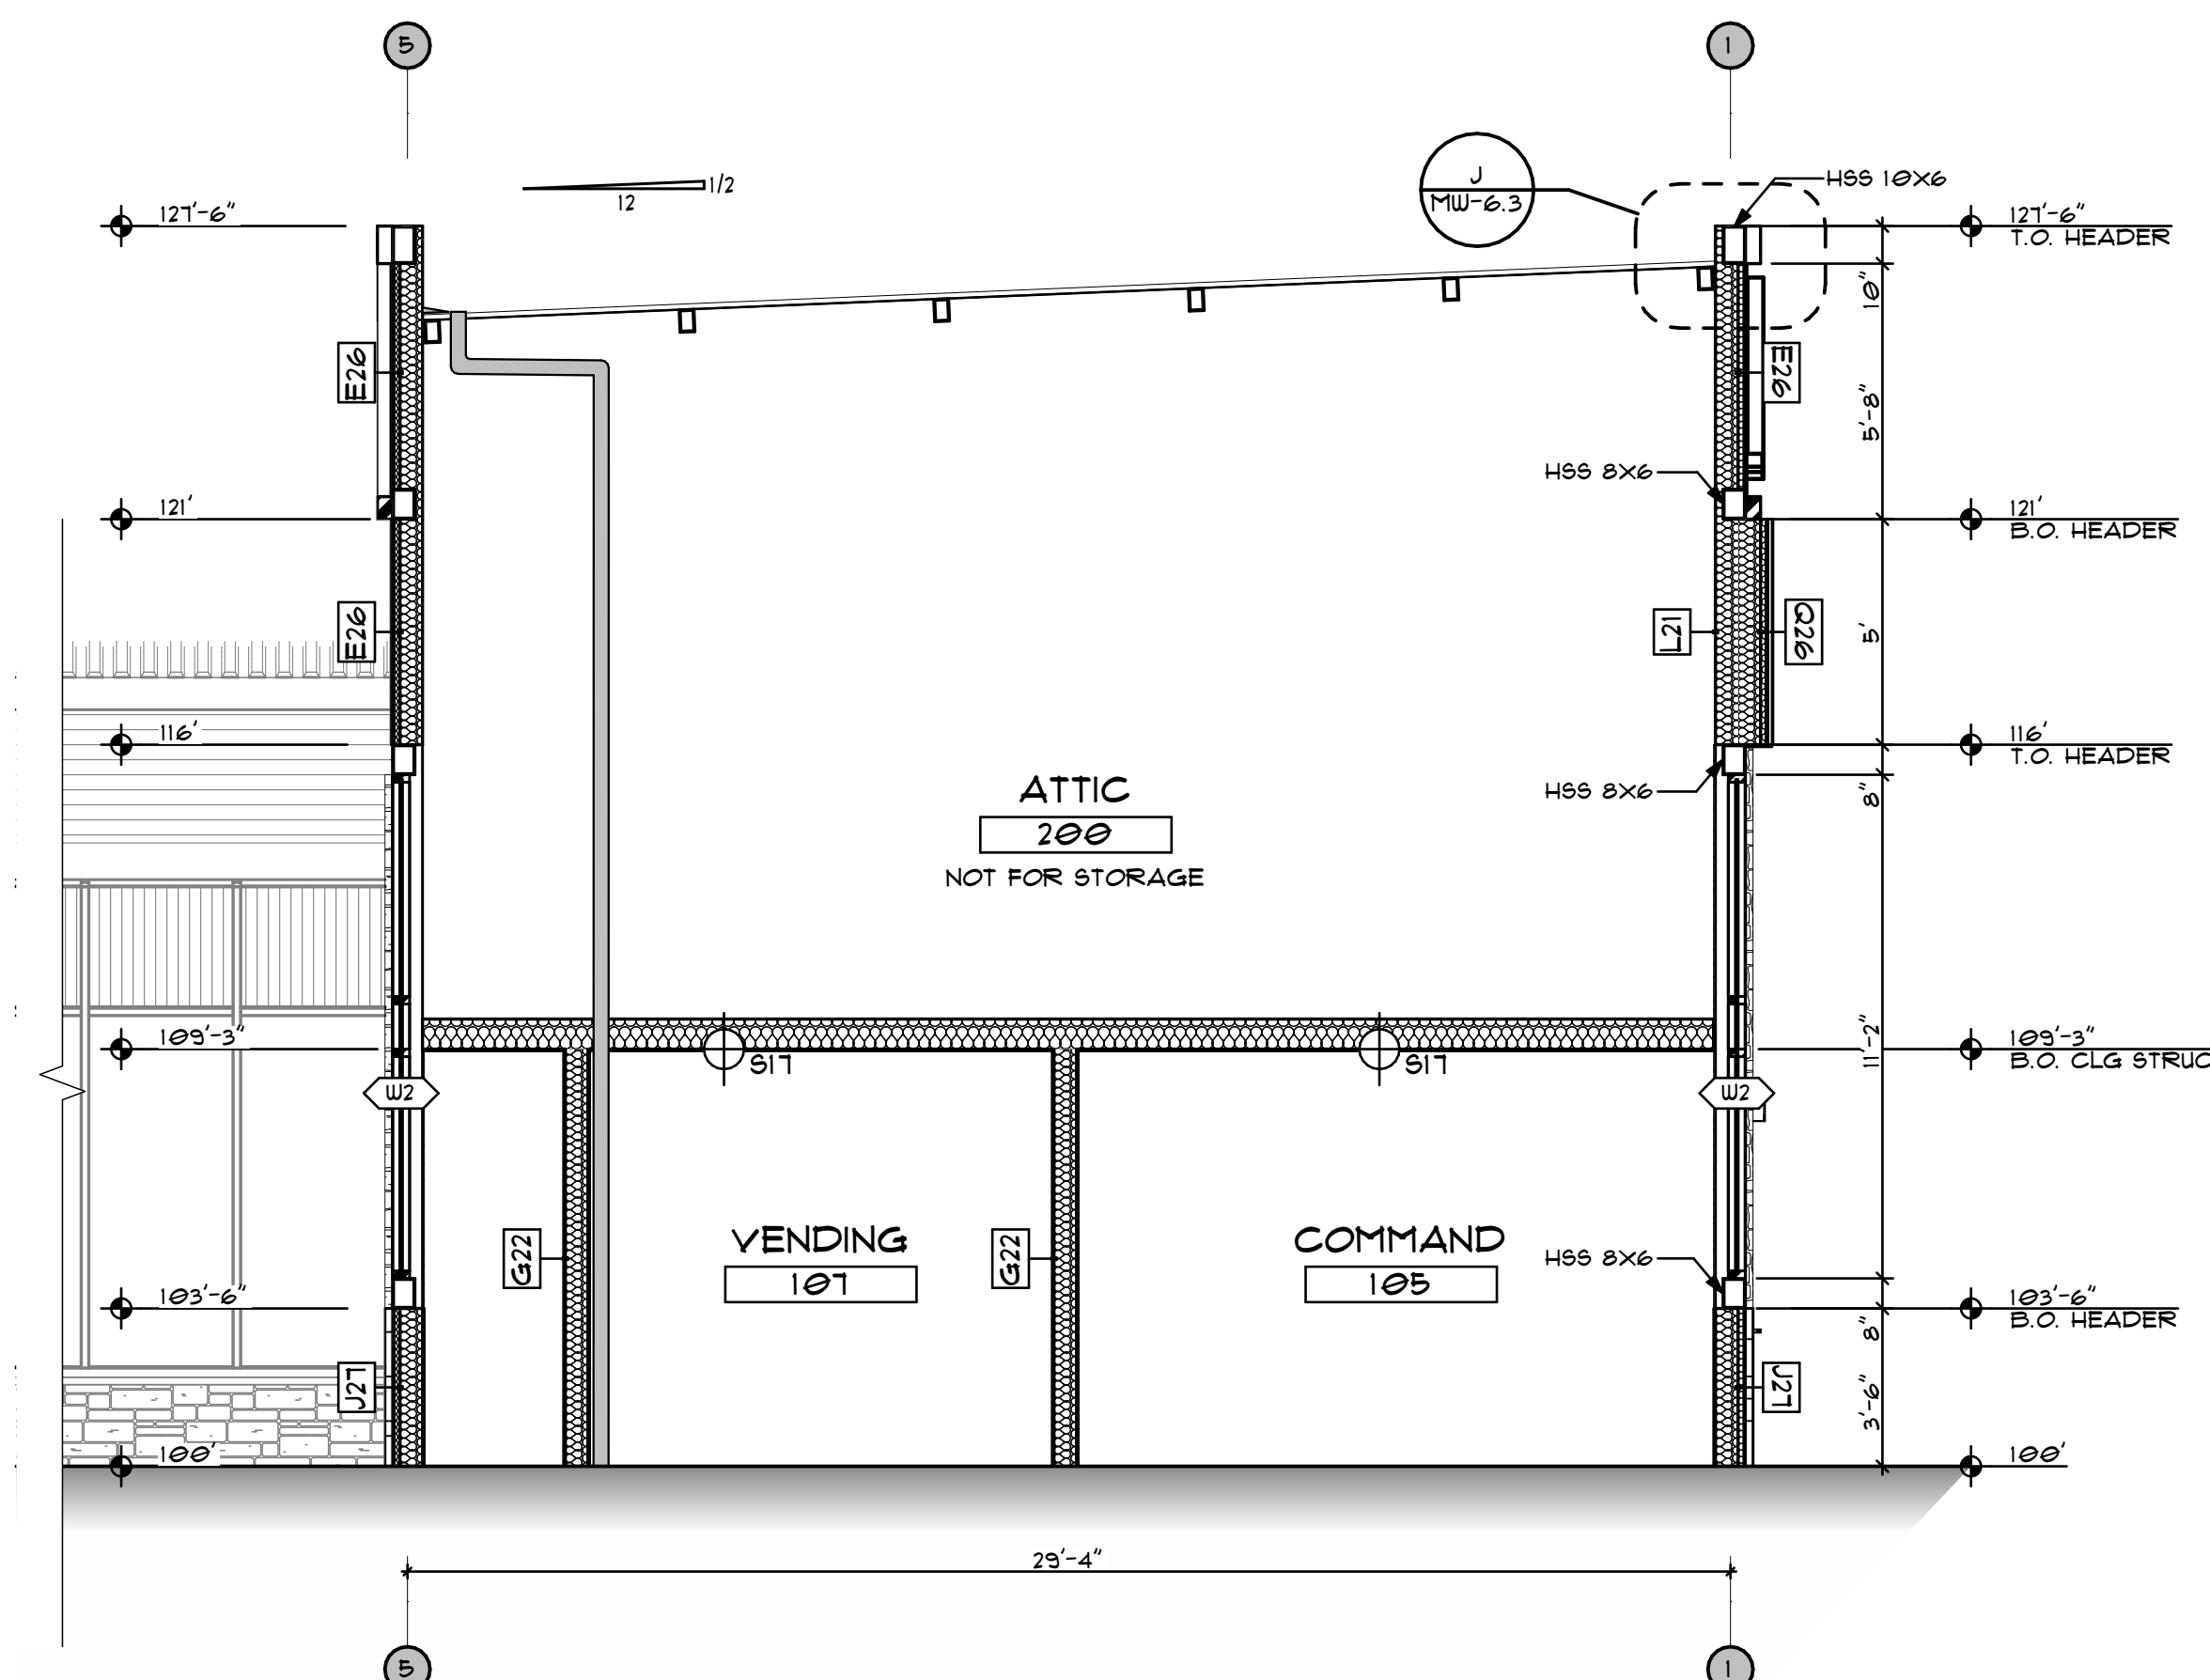 5
1
J
MW-6.3
HSS 10X6
1/2
12
127'-6"
127'-6"
T.O. HEADER
10"
E26
E26
5'-8"
HSS 8X6
121'
121'
B.O. HEADER
E26
L21
Q26
5'
116'
116'
T.O. HEADER
HSS 8X6
8"
ATTIC
200
NOT FOR STORAGE
109'-3"
109'-3"
B.O. CLG STRUC
11'-2"
S17
S17
W2
W2
G22
VENDING
107
G22
COMMAND
105
HSS 8X6
103'-6"
103'-6"
B.O. HEADER
8"
J27
J27
3'-6"
100'
100'
29'-4"
5
1